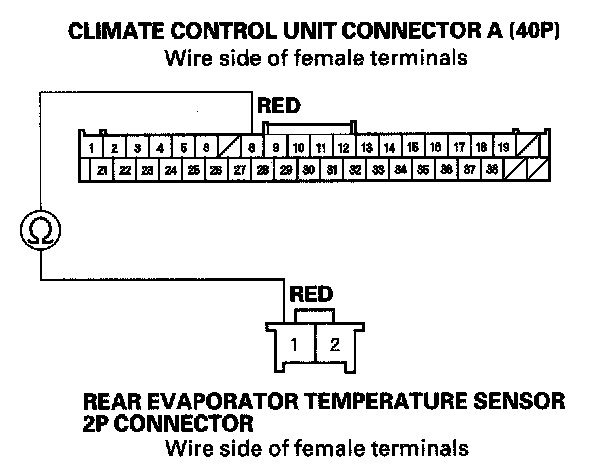 CLIMATE CONTROL UNIT CONNECTOR A (40P)
Wire side of female terminals
RED
1 2 3 4 5 6 8 9 10 11 12 13 14 15 16 17 18 19
21 22 23 24 25 26 27 28 29 30 31 32 33 34 35 36 37 38
Ω
RED
1 2
REAR EVAPORATOR TEMPERATURE SENSOR
2P CONNECTOR
Wire side of female terminals